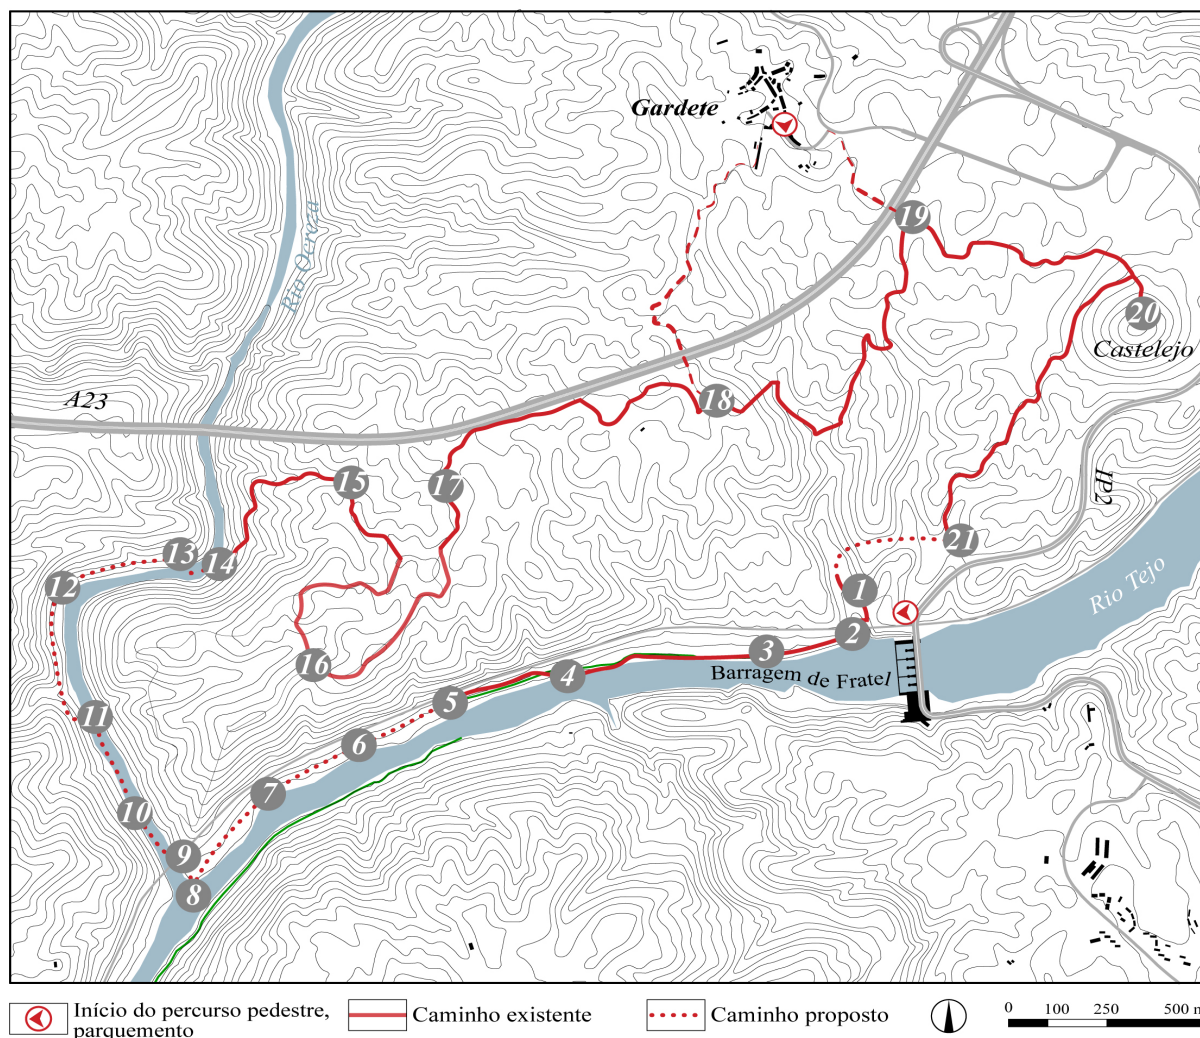 Gardete
19
Rio Ocreza
20
Castelejo
A23
18
15
17
IP2
21
13
14
12
1
Rio Tejo
2
3
16
4
Barragem de Fratel
5
11
6
7
10
9
8
Início do percurso pedestre,
parquemento
Caminho existente
Caminho proposto
0 100 250 500 m